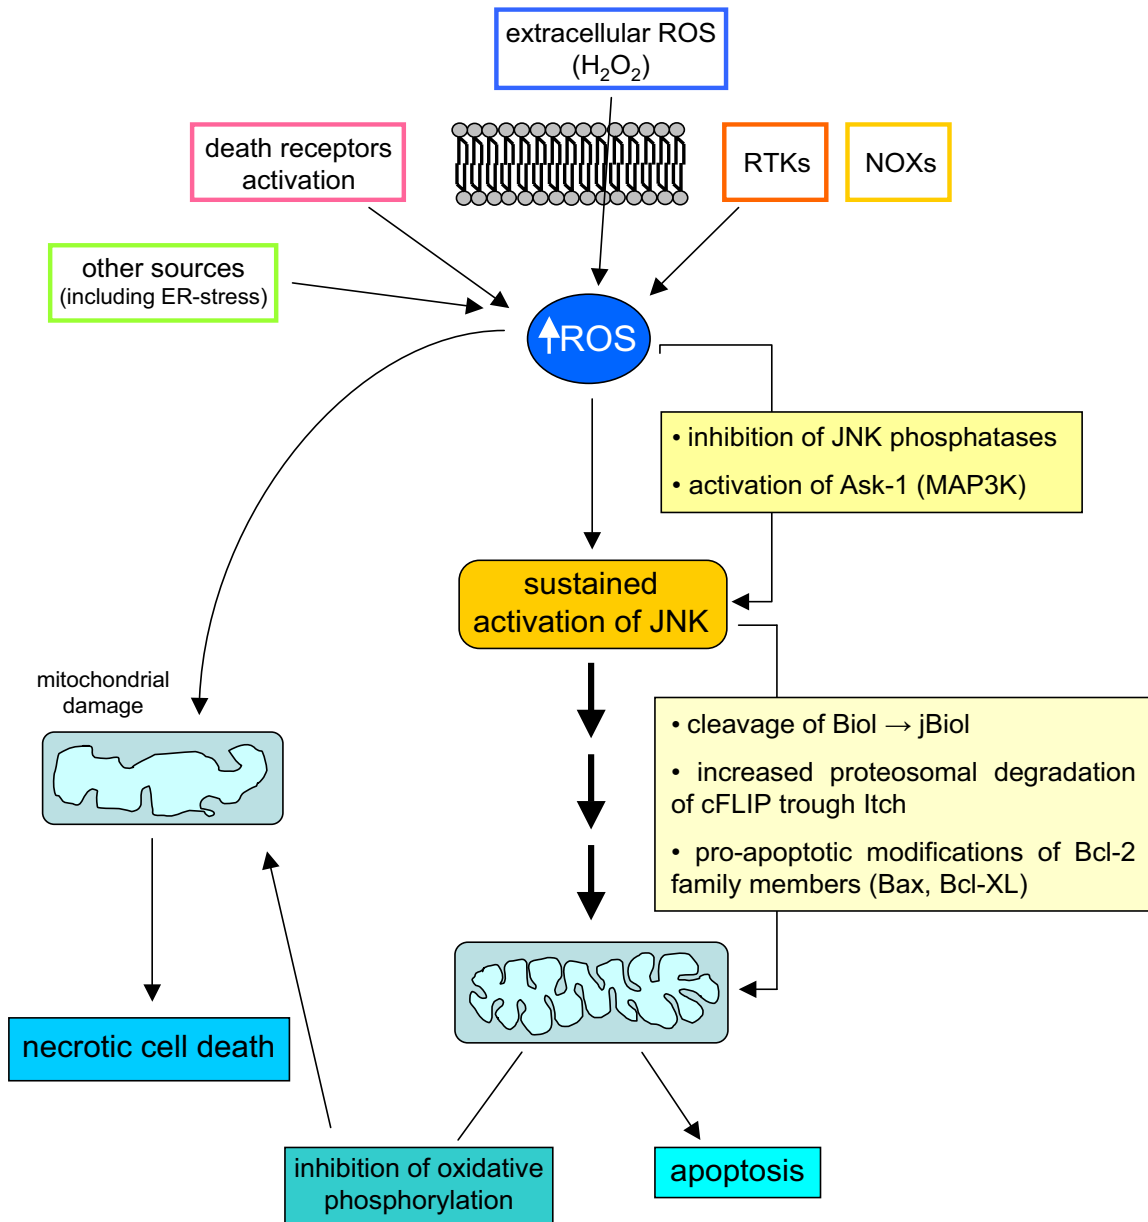 extracellular ROS
(H₂O₂)
death receptors
activation
RTKs
NOXs
other sources
(including ER-stress)
ROS
• inhibition of JNK phosphatases
• activation of Ask-1 (MAP3K)
sustained
activation of JNK
mitochondrial
damage
• cleavage of Biol → jBiol
• increased proteosomal degradation
of cFLIP trough Itch
• pro-apoptotic modifications of Bcl-2
family members (Bax, Bcl-XL)
necrotic cell death
inhibition of oxidative
phosphorylation
apoptosis